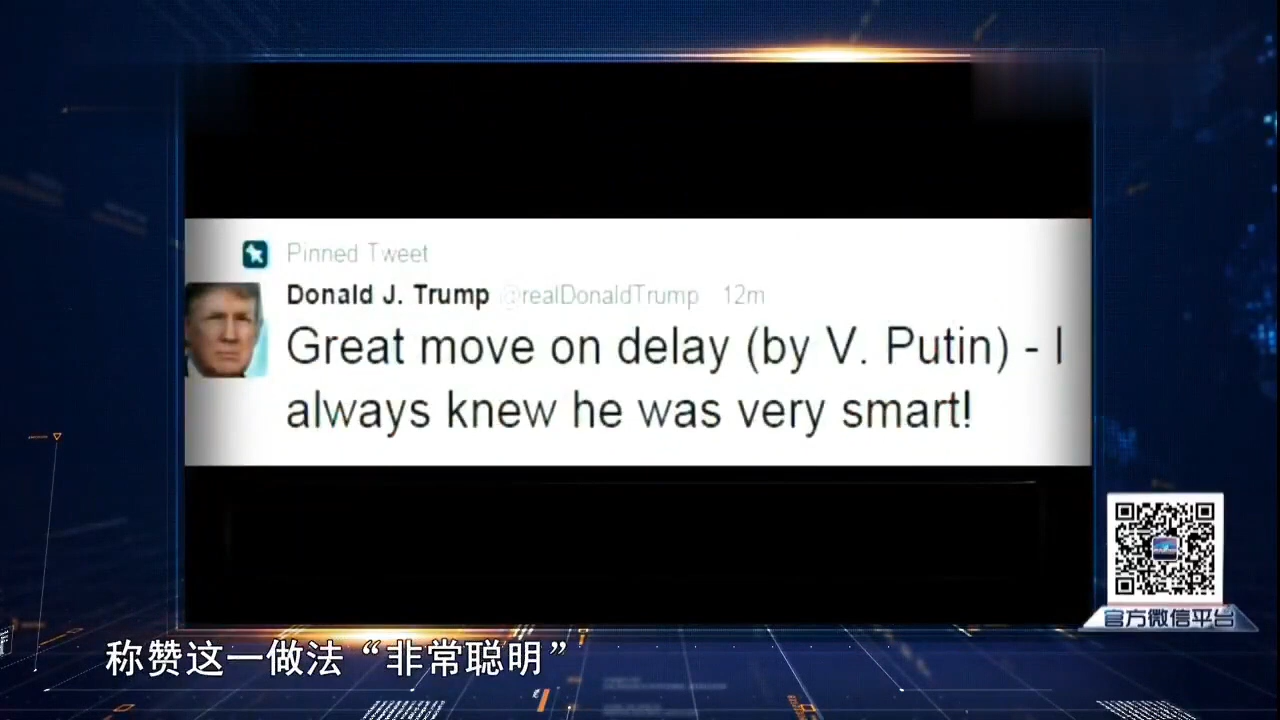 Pinned Tweet
Donald J. Trump @realDonaldTrump 12m
Great move on delay (by V. Putin) - I
always knew he was very smart!
官方微信平台
称赞这一做法“非常聪明”